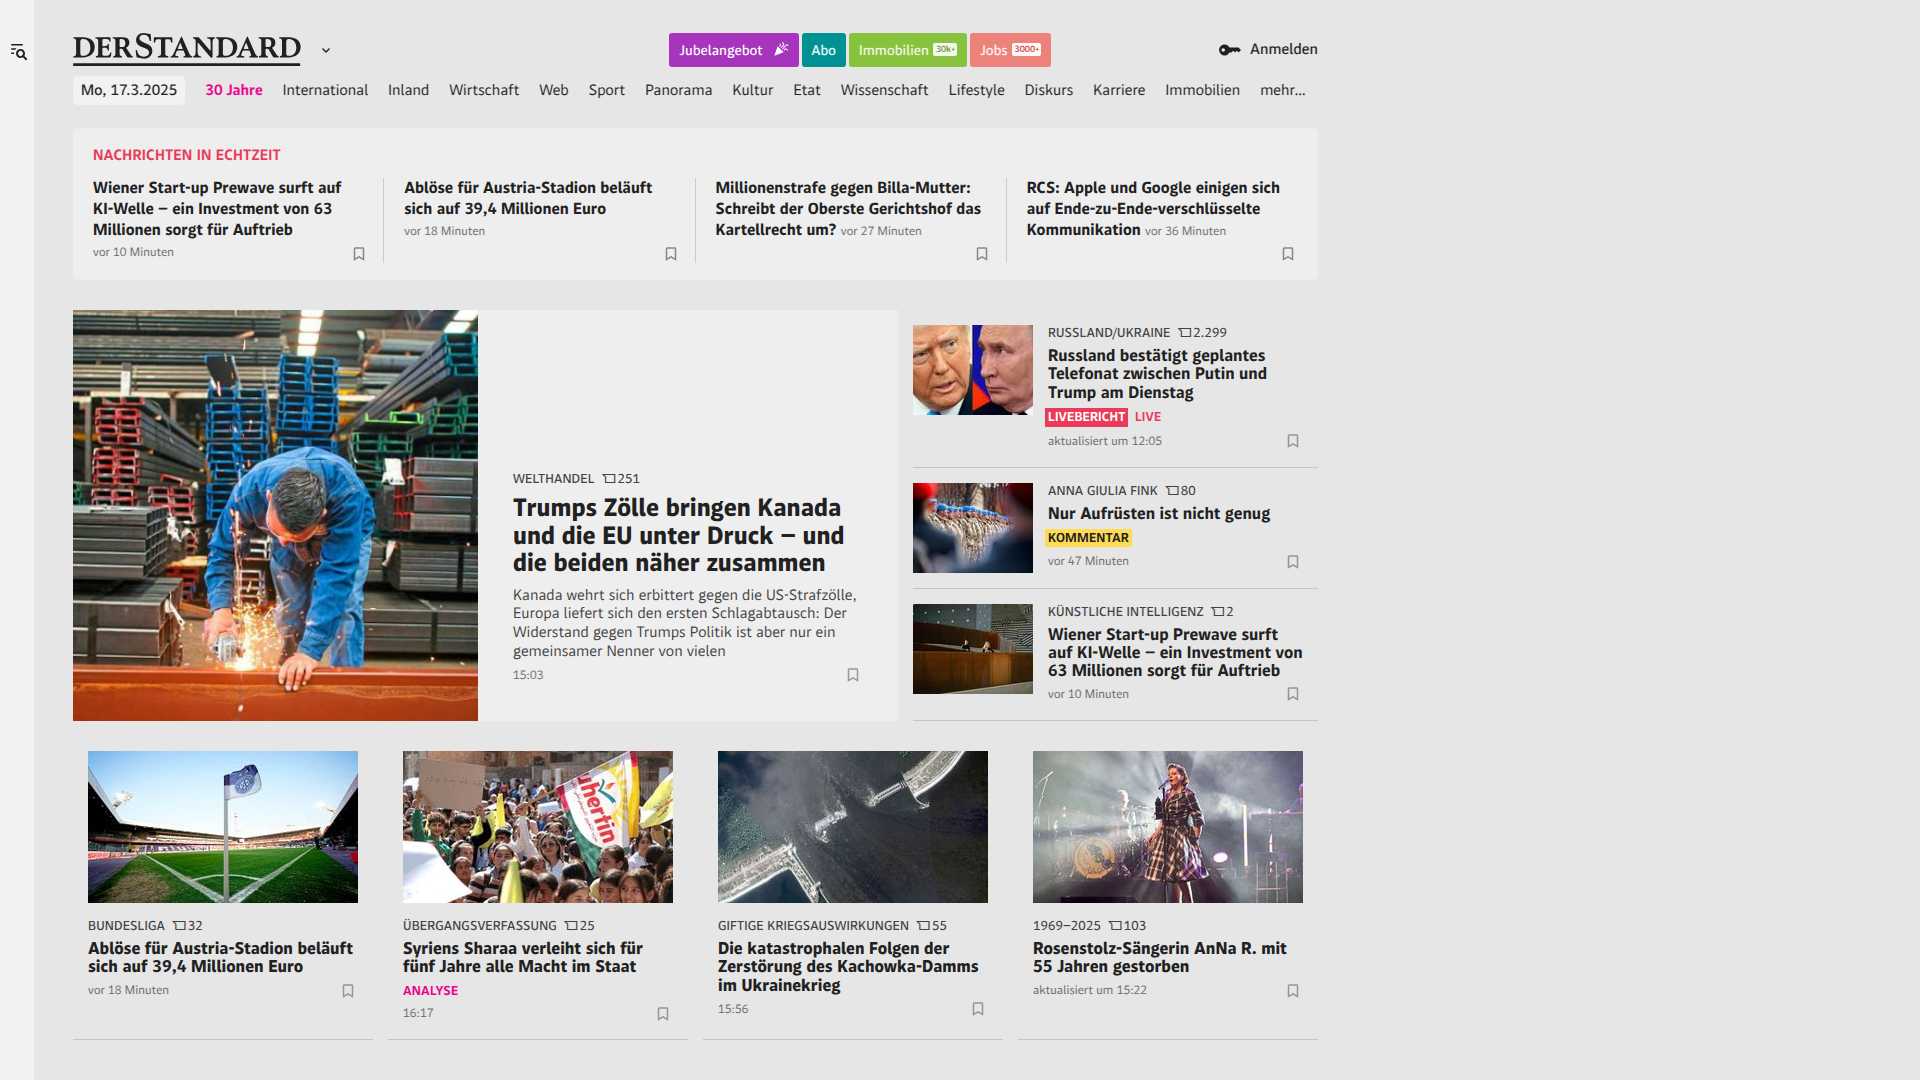 DERSTANDARD
Jubelangebot
Abo
Immobilien 30k+
Jobs 3000+
Anmelden
Mo, 17.3.2025
30 Jahre
International
Inland
Wirtschaft
Web
Sport
Panorama
Kultur
Etat
Wissenschaft
Lifestyle
Diskurs
Karriere
Immobilien
mehr...
NACHRICHTEN IN ECHTZEIT
Wiener Start-up Prewave surft auf
KI-Welle – ein Investment von 63
Millionen sorgt für Auftrieb
vor 10 Minuten
Ablöse für Austria-Stadion beläuft
sich auf 39,4 Millionen Euro
vor 18 Minuten
Millionenstrafe gegen Billa-Mutter:
Schreibt der Oberste Gerichtshof das
Kartellrecht um? vor 27 Minuten
RCS: Apple und Google einigen sich
auf Ende-zu-Ende-verschlüsselte
Kommunikation vor 36 Minuten
WELTHANDEL 251
Trumps Zölle bringen Kanada
und die EU unter Druck – und
die beiden näher zusammen
Kanada wehrt sich erbittert gegen die US-Strafzölle,
Europa liefert sich den ersten Schlagabtausch: Der
Widerstand gegen Trumps Politik ist aber nur ein
gemeinsamer Nenner von vielen
15:03
RUSSLAND/UKRAINE 2.299
Russland bestätigt geplantes
Telefonat zwischen Putin und
Trump am Dienstag
LIVEBERICHT LIVE
aktualisiert um 12:05
ANNA GIULIA FINK 80
Nur Aufrüsten ist nicht genug
KOMMENTAR
vor 47 Minuten
KÜNSTLICHE INTELLIGENZ 2
Wiener Start-up Prewave surft
auf KI-Welle – ein Investment von
63 Millionen sorgt für Auftrieb
vor 10 Minuten
BUNDESLIGA 32
Ablöse für Austria-Stadion beläuft
sich auf 39,4 Millionen Euro
vor 18 Minuten
ÜBERGANGSVERFASSUNG 25
Syriens Sharaa verleiht sich für
fünf Jahre alle Macht im Staat
ANALYSE
16:17
GIFTIGE KRIEGSAUSWIRKUNGEN 55
Die katastrophalen Folgen der
Zerstörung des Kachowka-Damms
im Ukrainekrieg
15:56
1969–2025 103
Rosenstolz-Sängerin AnNa R. mit
55 Jahren gestorben
aktualisiert um 15:22